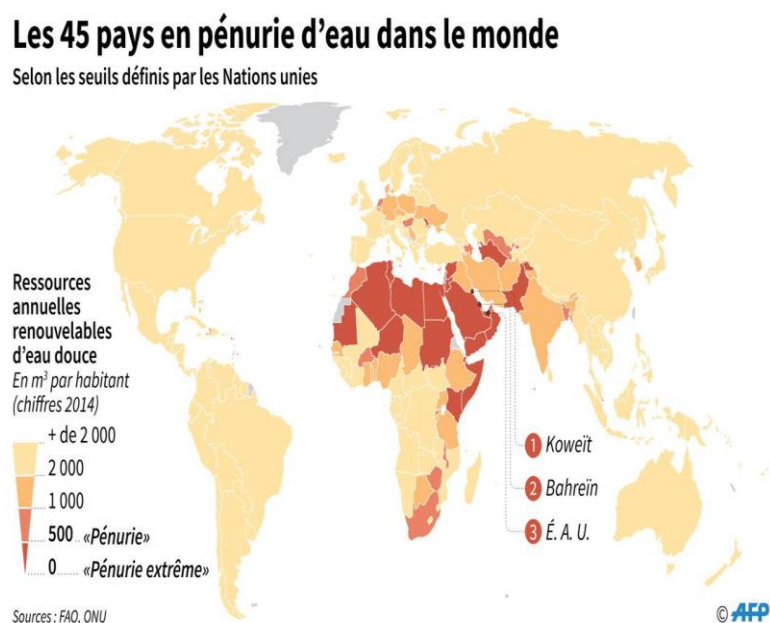 Les 45 pays en pénurie d'eau dans le monde
Selon les seuils définis par les Nations unies
Ressources
annuelles
renouvelables
d'eau douce
En m³ par habitant
(chiffres 2014)
+ de 2 000
2 000
1 000
500 «Pénurie»
0 «Pénurie extrême»
1 Koweït
2 Bahreïn
3 É. A. U.
Sources : FAO, ONU
© AFP